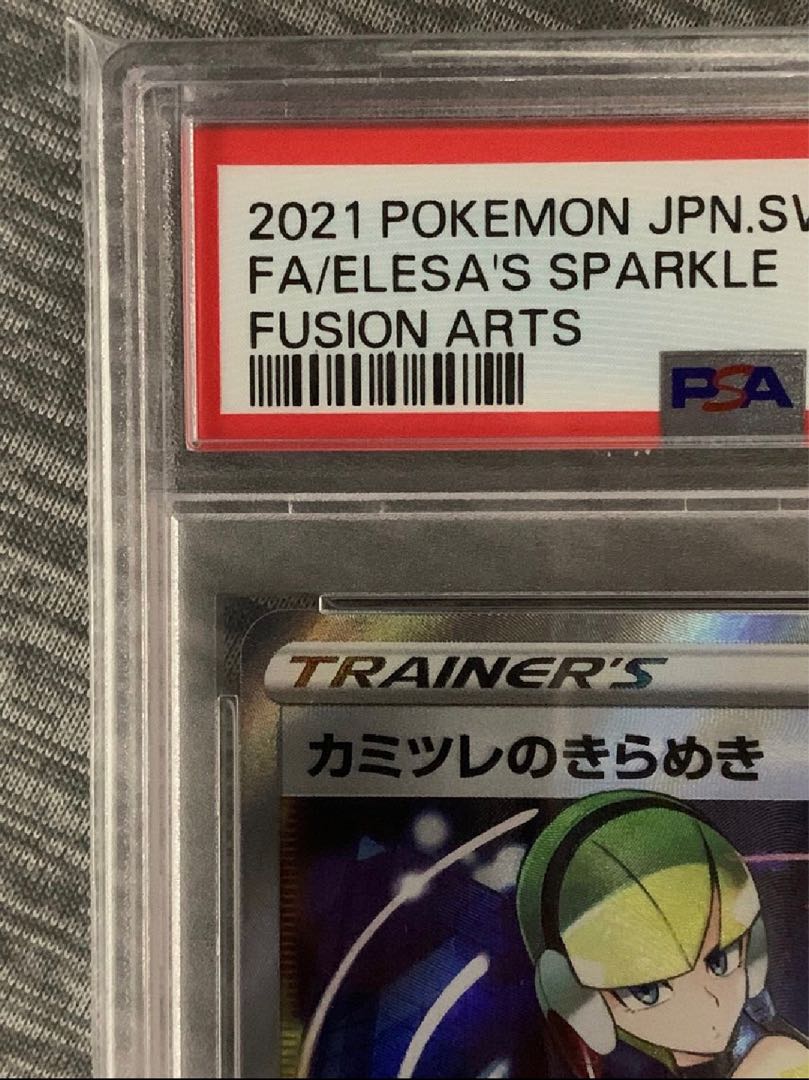 2021 POKEMON JPN.SW
FA/ELESA'S SPARKLE
FUSION ARTS
PSA
TRAINER'S
カミツレのきらめき